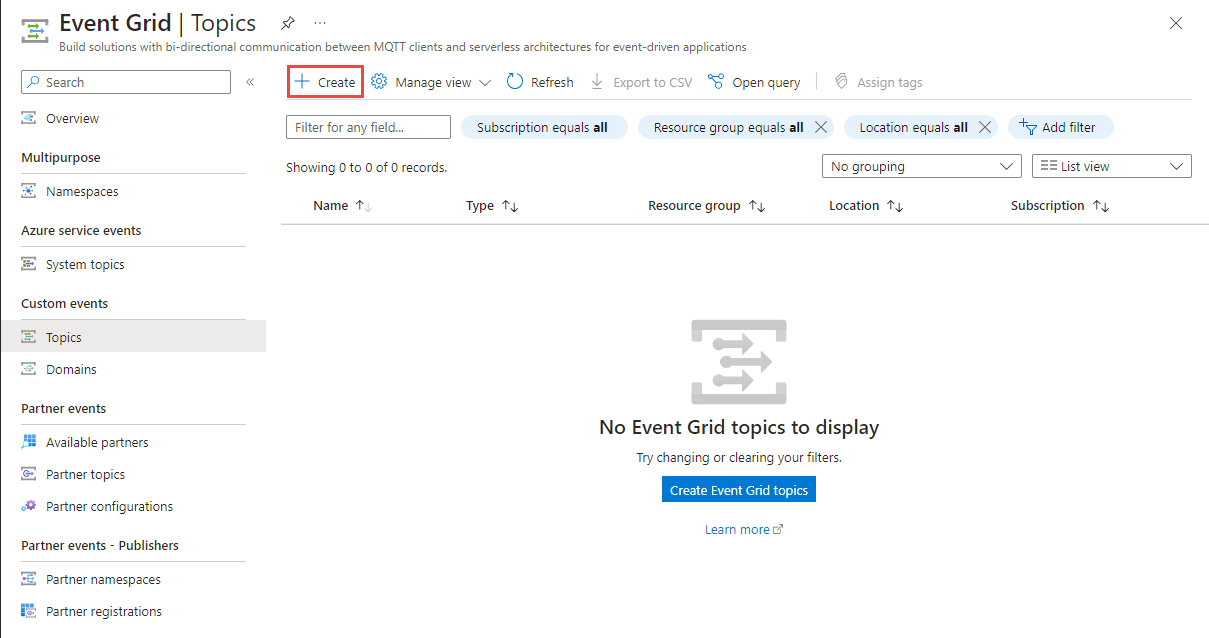 Event Grid | Topics ...
Build solutions with bi-directional communication between MQTT clients and serverless architectures for event-driven applications
Search «
Create Manage view Refresh Export to CSV Open query Assign tags
Overview
Multipurpose
Namespaces
Azure service events
System topics
Custom events
Topics
Domains
Partner events
Available partners
Partner topics
Partner configurations
Partner events - Publishers
Partner namespaces
Partner registrations
Filter for any field... Subscription equals all Resource group equals all Location equals all Add filter
Showing 0 to 0 of 0 records. No grouping List view
Name Type Resource group Location Subscription
No Event Grid topics to display
Try changing or clearing your filters.
Create Event Grid topics
Learn more